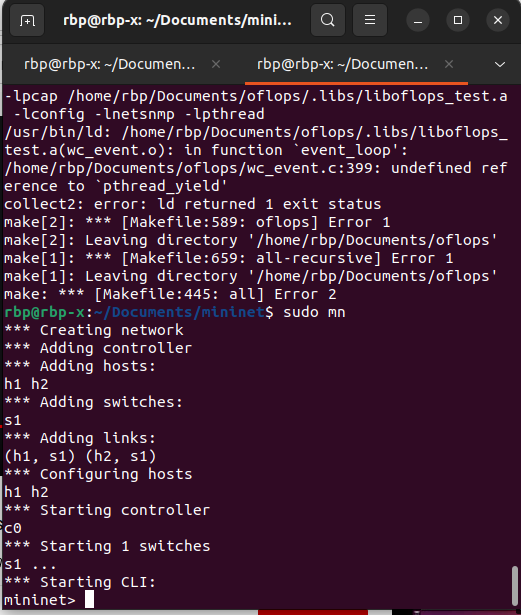 rbp@rbp-x: ~/Documents/mini...
rbp@rbp-x: ~/Documen...
rbp@rbp-x: ~/Documen...
-lpcap /home/rbp/Documents/oflops/.libs/liboflops_test.a
-lconfig -lnetsnmp -lpthread
/usr/bin/ld: /home/rbp/Documents/oflops/.libs/liboflops_
test.a(wc_event.o): in function `event_loop':
/home/rbp/Documents/oflops/wc_event.c:399: undefined ref
erence to `pthread_yield'
collect2: error: ld returned 1 exit status
make[2]: *** [Makefile:589: oflops] Error 1
make[2]: Leaving directory '/home/rbp/Documents/oflops'
make[1]: *** [Makefile:659: all-recursive] Error 1
make[1]: Leaving directory '/home/rbp/Documents/oflops'
make: *** [Makefile:445: all] Error 2
rbp@rbp-x:~/Documents/mininet$ sudo mn
*** Creating network
*** Adding controller
*** Adding hosts:
h1 h2
*** Adding switches:
s1
*** Adding links:
(h1, s1) (h2, s1)
*** Configuring hosts
h1 h2
*** Starting controller
c0
*** Starting 1 switches
s1 ...
*** Starting CLI:
mininet>